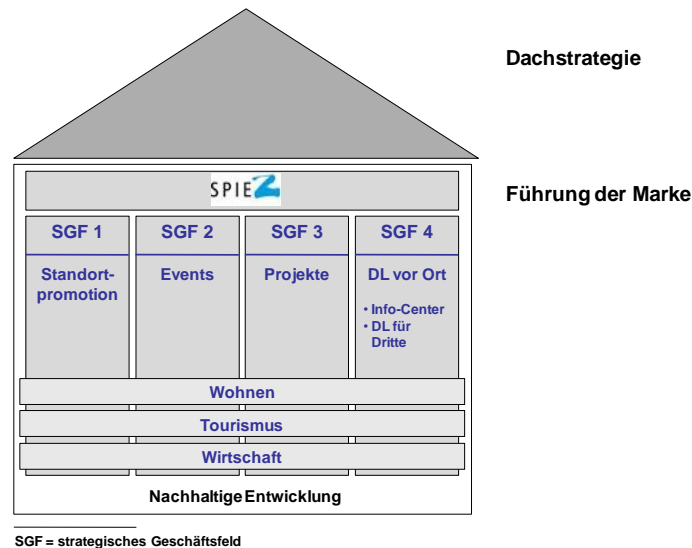 Dachstrategie
SPIEZ
Führung der Marke
SGF 1
SGF 2
SGF 3
SGF 4
Standort-
promotion
Events
Projekte
DL vor Ort
• Info-Center
• DL für
Dritte
Wohnen
Tourismus
Wirtschaft
Nachhaltige Entwicklung
SGF = strategisches Geschäftsfeld